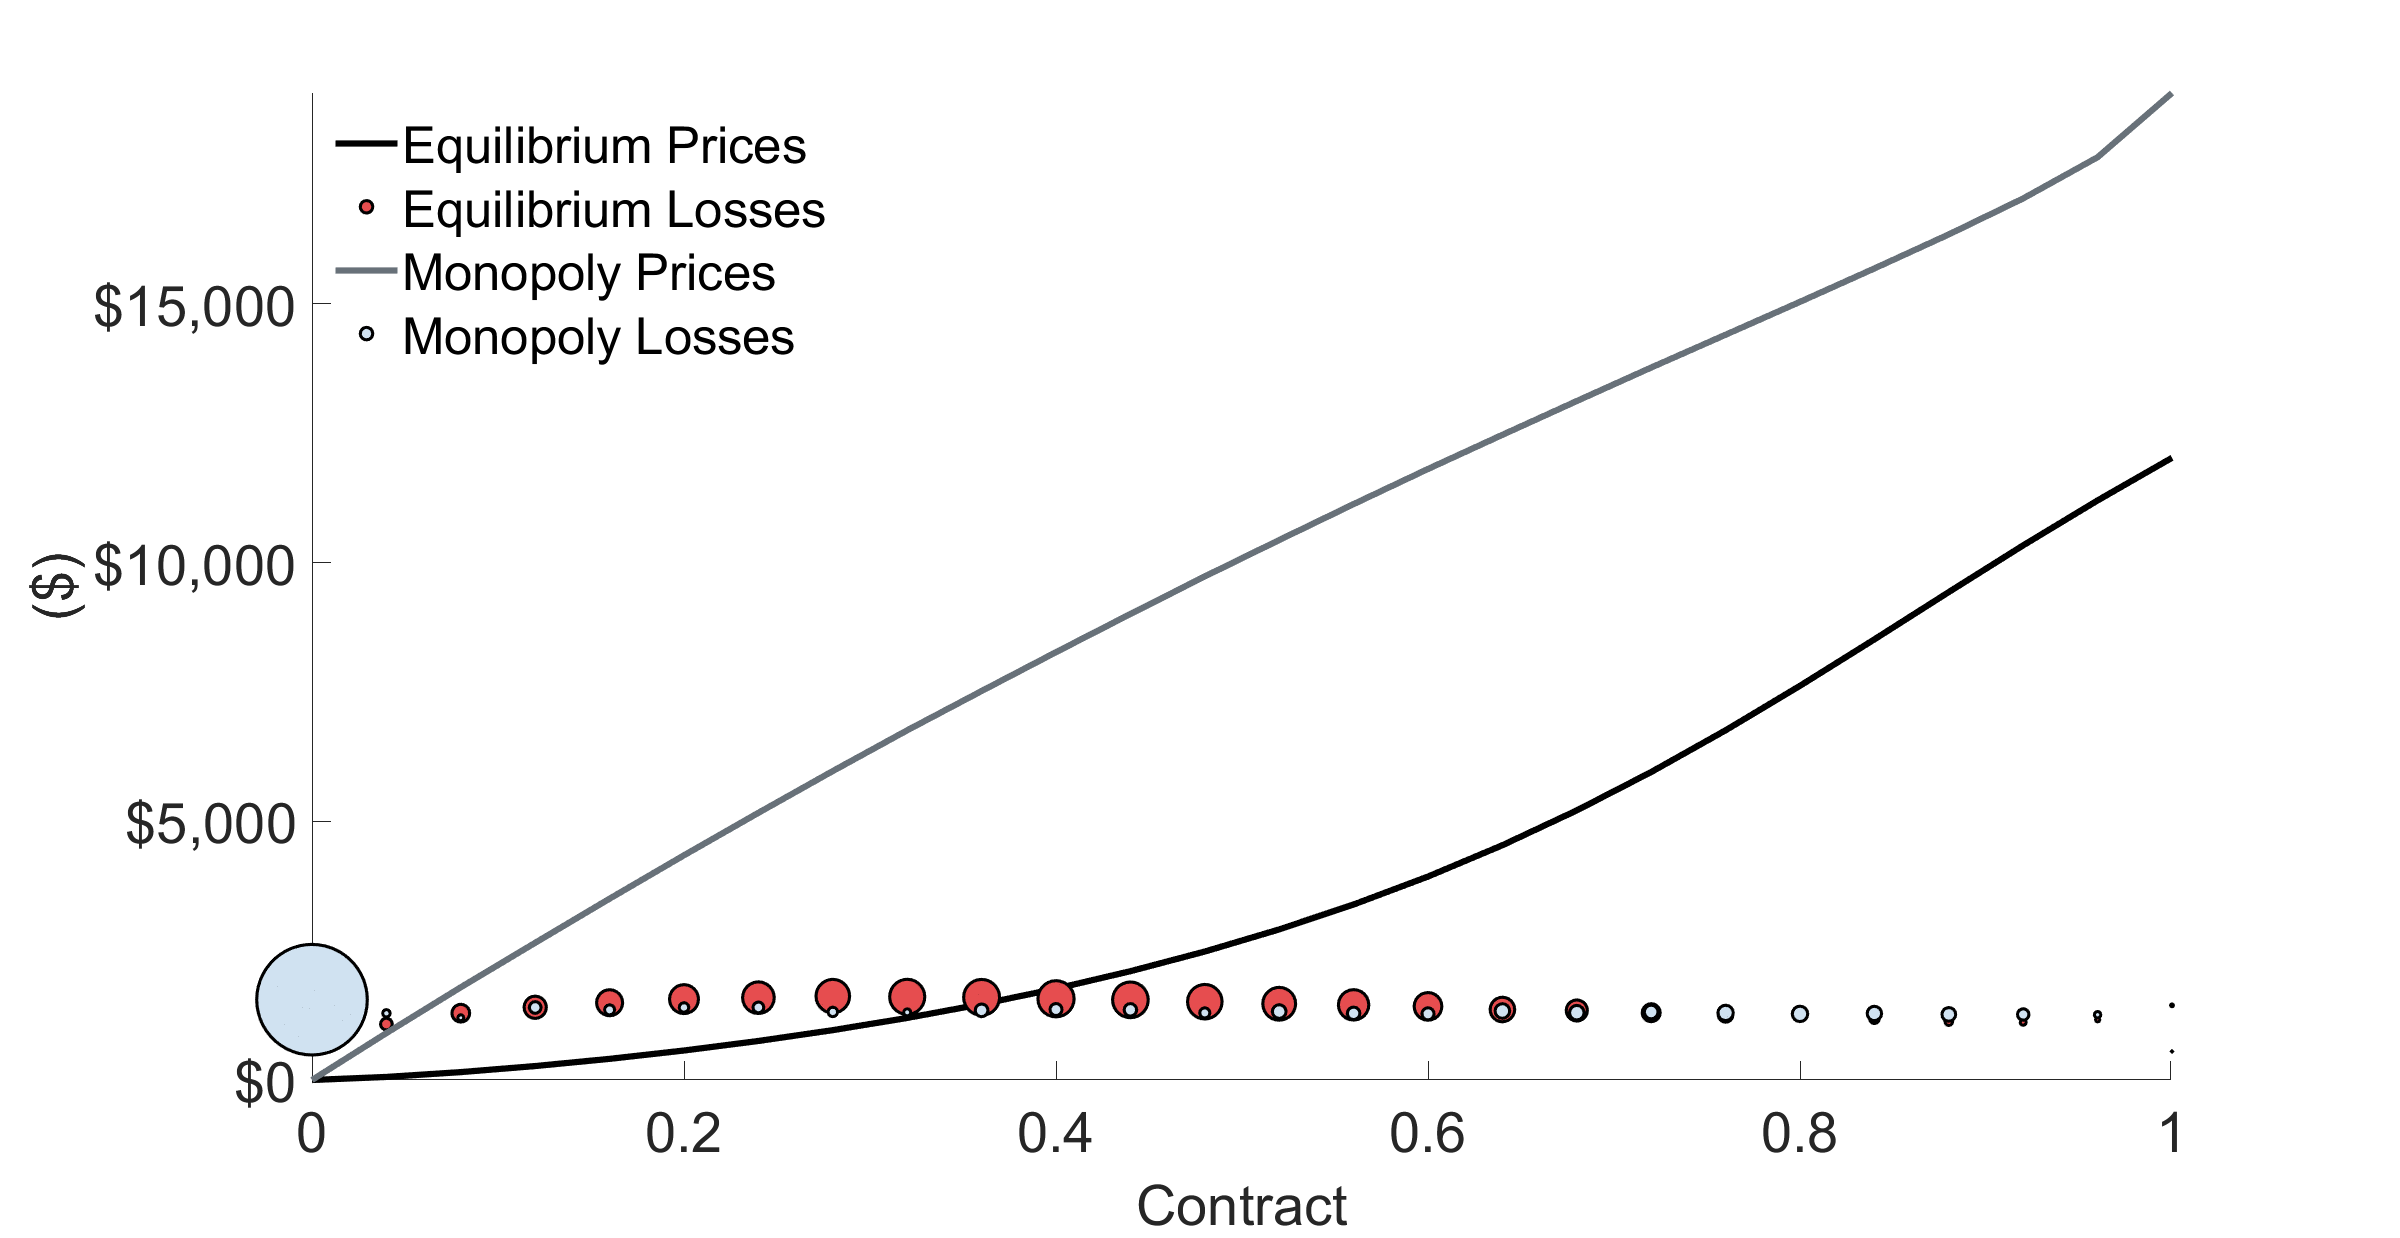 Equilibrium Prices
Equilibrium Losses
Monopoly Prices
Monopoly Losses
$15,000
$10,000
$5,000
$0
($)
0 0.2 0.4 0.6 0.8 1
Contract